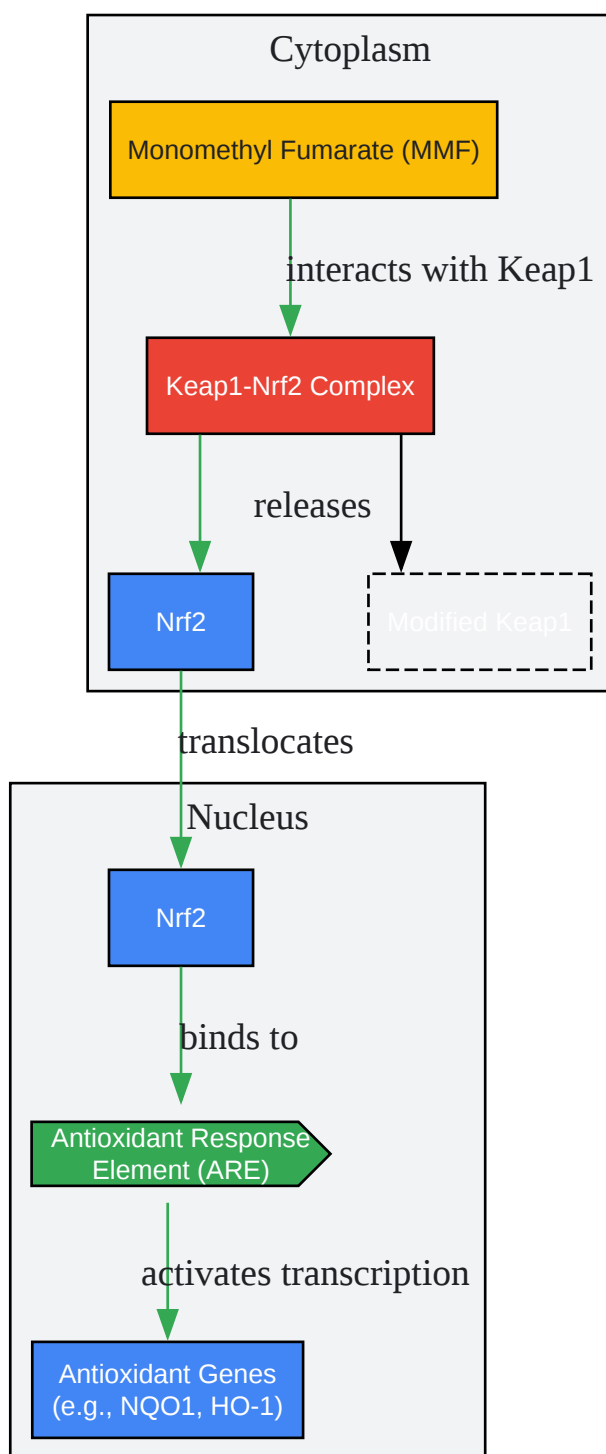 Cytoplasm
Monomethyl Fumarate (MMF)
interacts with Keap1
Keap1-Nrf2 Complex
releases
Nrf2
Modified Keap1
translocates
Nucleus
Nrf2
binds to
Antioxidant Response
Element (ARE)
activates transcription
Antioxidant Genes
(e.g., NQO1, HO-1)